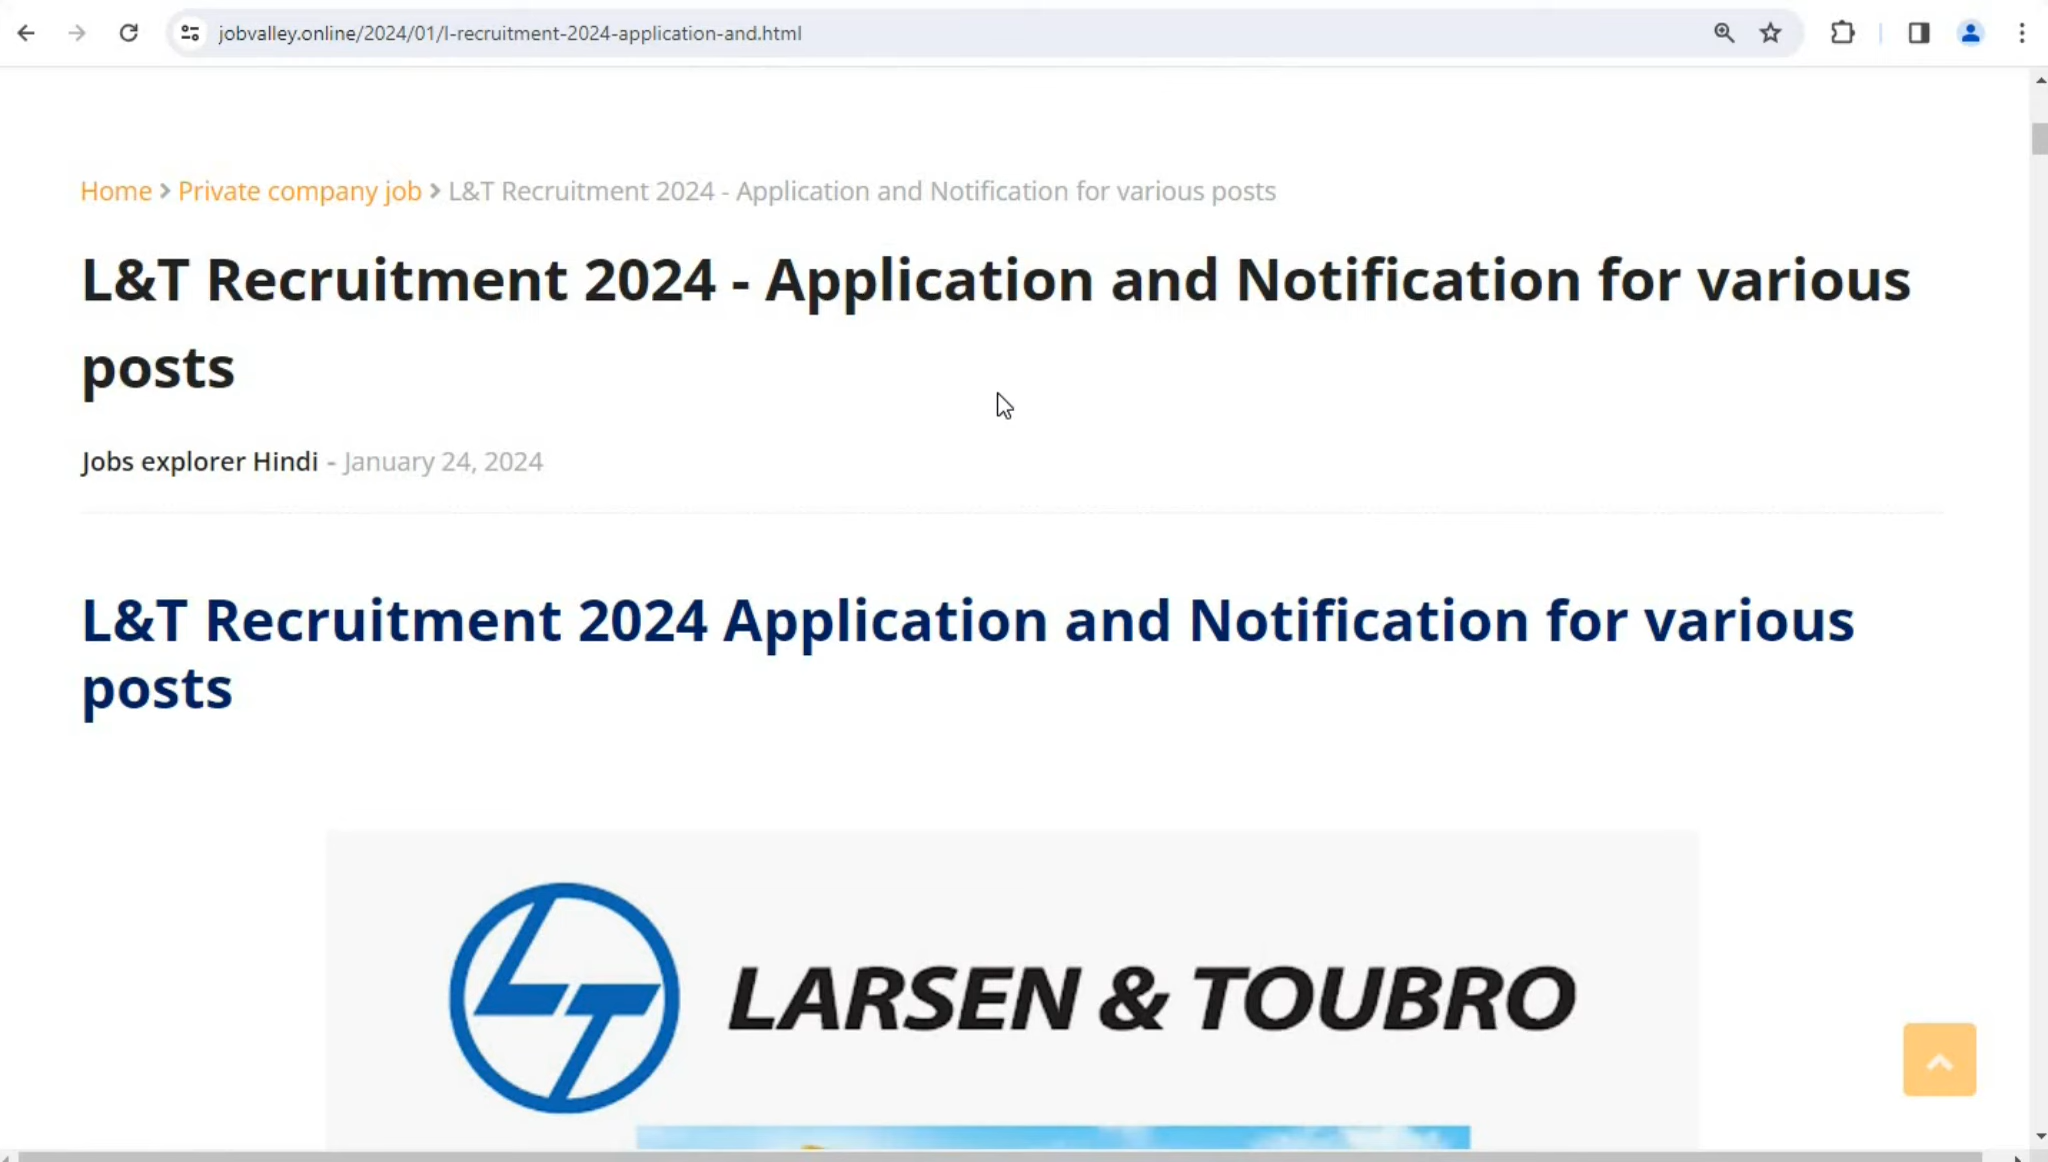 jobvalley.online/2024/01/l-recruitment-2024-application-and.html
Home > Private company job > L&T Recruitment 2024 - Application and Notification for various posts
L&T Recruitment 2024 - Application and Notification for various
posts
Jobs explorer Hindi - January 24, 2024
L&T Recruitment 2024 Application and Notification for various
posts
LT LARSEN & TOUBRO